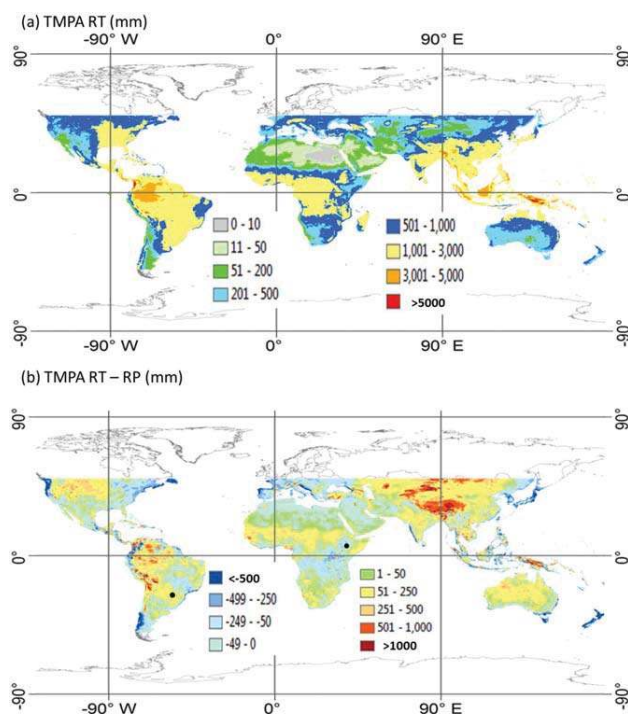 (a) TMPA RT (mm)
-90° W 0° 90° E
90° 90°
0° 0°
0 - 10
11 - 50
51 - 200
201 - 500
501 - 1,000
1,001 - 3,000
3,001 - 5,000
>5000
-90° -90°
-90° W 0° 90° E
(b) TMPA RT – RP (mm)
-90° W 0° 90° E
90° 90°
0° 0°
<-500
-499 - -250
-249 - -50
-49 - 0
1 - 50
51 - 250
251 - 500
501 - 1,000
>1000
-90° -90°
-90° W 0° 90° E